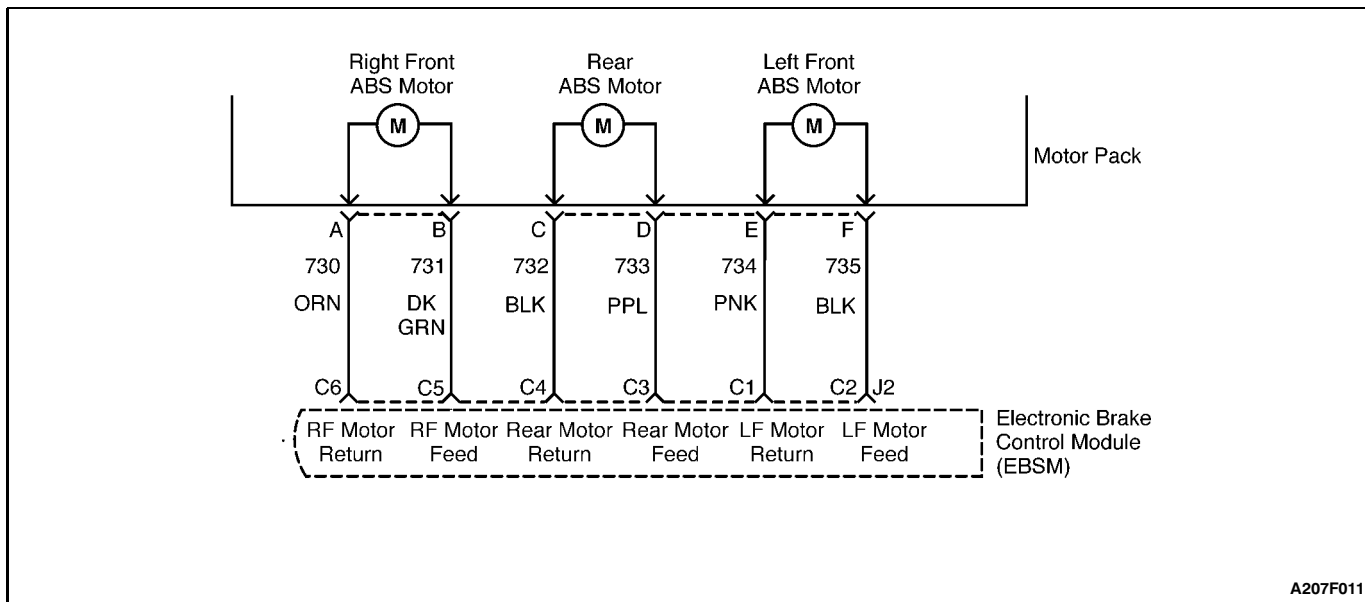 Right Front
ABS Motor
Rear
ABS Motor
Left Front
ABS Motor
M
M
M
Motor Pack
A
B
C
D
E
F
730
731
732
733
734
735
ORN
DK
GRN
BLK
PPL
PNK
BLK
C6
C5
C4
C3
C1
C2
J2
RF Motor
Return
RF Motor
Feed
Rear Motor
Return
Rear Motor
Feed
LF Motor
Return
LF Motor
Feed
Electronic Brake
Control Module
(EBSM)
A207F011